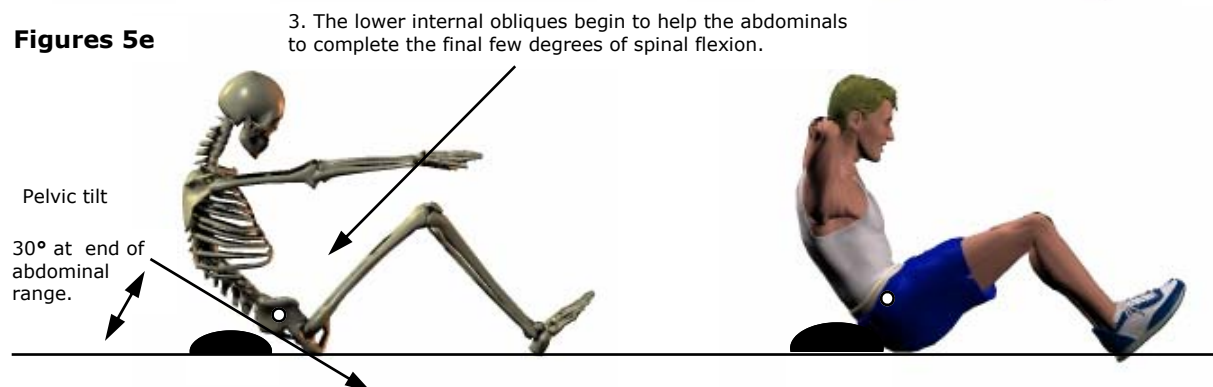 Figures 5e
3. The lower internal obliques begin to help the abdominals
to complete the final few degrees of spinal flexion.
Pelvic tilt
30° at end of
abdominal
range.